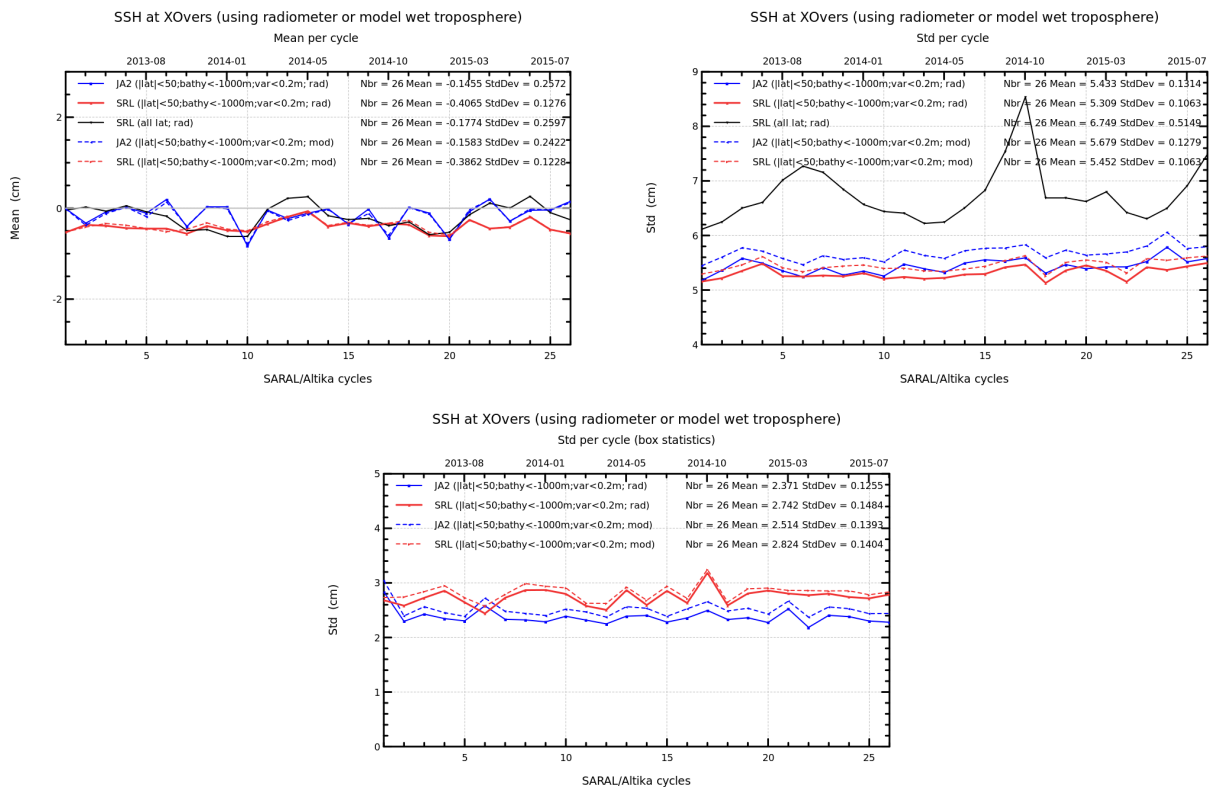 SSH at XOvers (using radiometer or model wet troposphere)
Mean per cycle
2013-08 2014-01 2014-05 2014-10 2015-03 2015-07
JA2 (|lat|<50;bathy<-1000m;var<0.2m; rad) Nbr = 26 Mean = -0.1455 StdDev = 0.2572
SRL (|lat|<50;bathy<-1000m;var<0.2m; rad) Nbr = 26 Mean = -0.4065 StdDev = 0.1276
SRL (all lat; rad) Nbr = 26 Mean = -0.1774 StdDev = 0.2597
JA2 (|lat|<50;bathy<-1000m;var<0.2m; mod) Nbr = 26 Mean = -0.1583 StdDev = 0.2422
SRL (|lat|<50;bathy<-1000m;var<0.2m; mod) Nbr = 26 Mean = -0.3862 StdDev = 0.1228
2
0
-2
Mean (cm)
5 10 15 20 25
SARAL/Altika cycles
SSH at XOvers (using radiometer or model wet troposphere)
Std per cycle
2013-08 2014-01 2014-05 2014-10 2015-03 2015-07
JA2 (|lat|<50;bathy<-1000m;var<0.2m; rad) Nbr = 26 Mean = 5.433 StdDev = 0.1314
SRL (|lat|<50;bathy<-1000m;var<0.2m; rad) Nbr = 26 Mean = 5.309 StdDev = 0.1063
SRL (all lat; rad) Nbr = 26 Mean = 6.749 StdDev = 0.5149
JA2 (|lat|<50;bathy<-1000m;var<0.2m; mod) Nbr = 26 Mean = 5.679 StdDev = 0.1279
SRL (|lat|<50;bathy<-1000m;var<0.2m; mod) Nbr = 26 Mean = 5.452 StdDev = 0.1063
9
8
7
6
5
4
Std (cm)
5 10 15 20 25
SARAL/Altika cycles
SSH at XOvers (using radiometer or model wet troposphere)
Std per cycle (box statistics)
2013-08 2014-01 2014-05 2014-10 2015-03 2015-07
JA2 (|lat|<50;bathy<-1000m;var<0.2m; rad) Nbr = 26 Mean = 2.371 StdDev = 0.1255
SRL (|lat|<50;bathy<-1000m;var<0.2m; rad) Nbr = 26 Mean = 2.742 StdDev = 0.1484
JA2 (|lat|<50;bathy<-1000m;var<0.2m; mod) Nbr = 26 Mean = 2.514 StdDev = 0.1393
SRL (|lat|<50;bathy<-1000m;var<0.2m; mod) Nbr = 26 Mean = 2.824 StdDev = 0.1404
5
4
3
2
1
0
Std (cm)
5 10 15 20 25
SARAL/Altika cycles